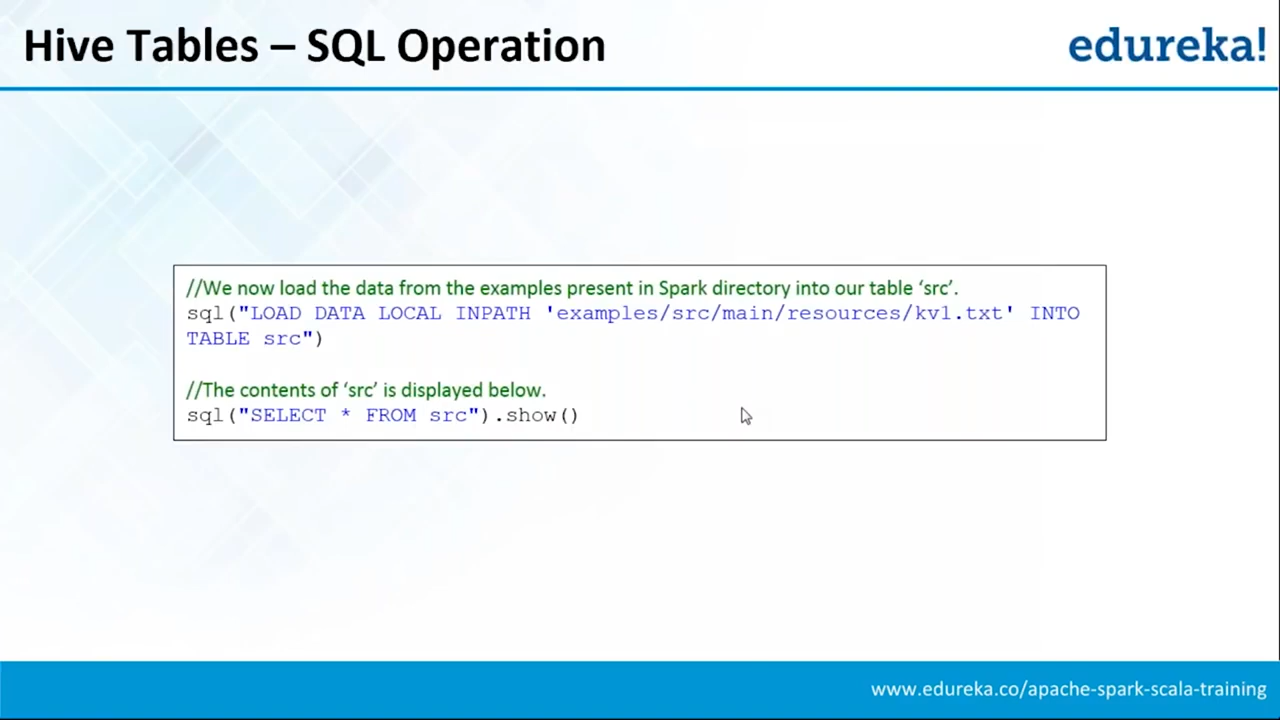 Hive Tables – SQL Operation
edureka!
//We now load the data from the examples present in Spark directory into our table ‘src’.
sql("LOAD DATA LOCAL INPATH 'examples/src/main/resources/kv1.txt' INTO
TABLE src")
//The contents of ‘src’ is displayed below.
sql("SELECT * FROM src").show()
www.edureka.co/apache-spark-scala-training